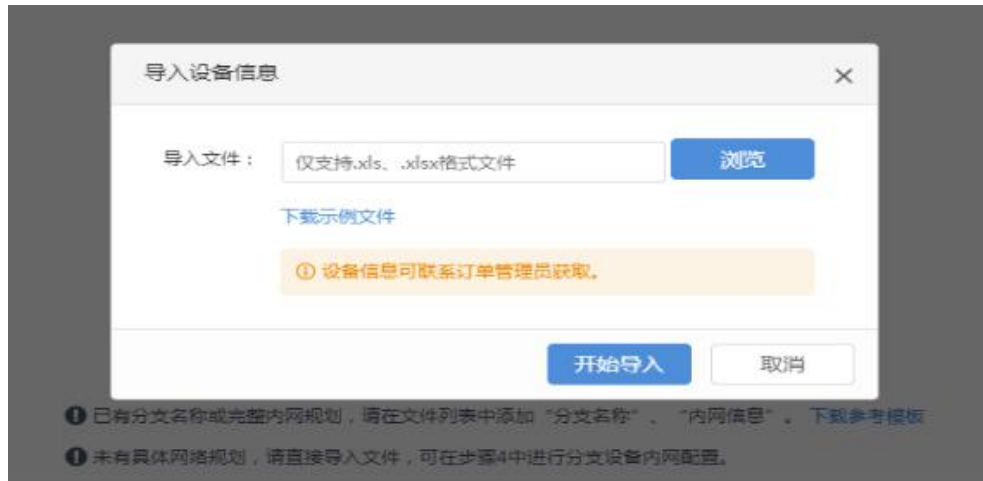 导入设备信息
导入文件：
仅支持.xls、.xlsx格式文件
浏览
下载示例文件
设备信息可联系订单管理员获取。
开始导入
取消
已有分支名称或完整内网规划，请在文件列表中添加“分支名称”、“内网信息”。下载参考模板
未有具体网络规划，请直接导入文件，可在步骤4中进行分支设备内网配置。